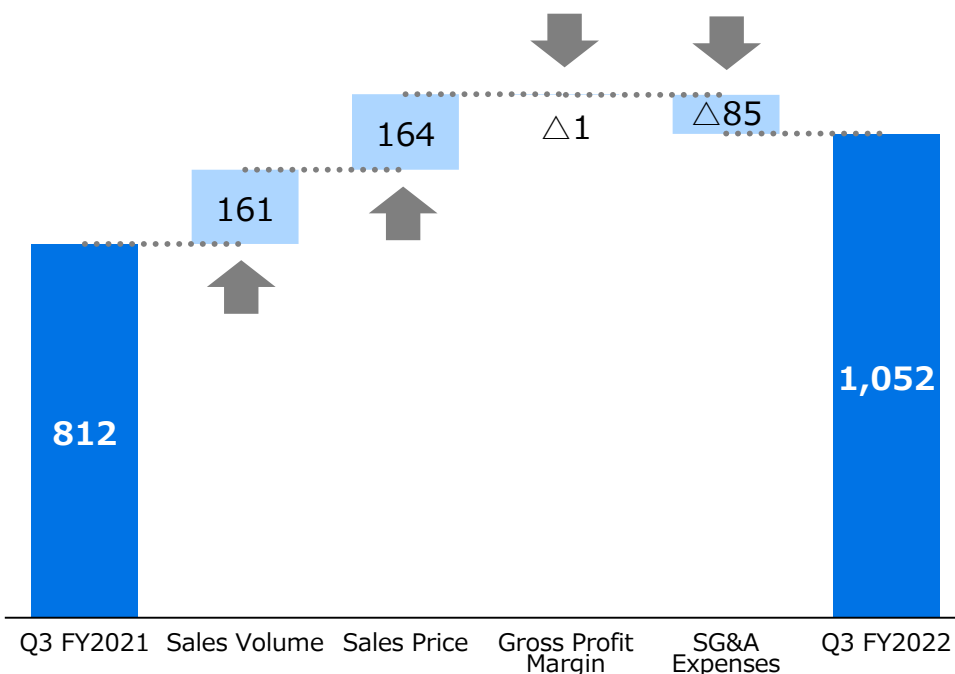 164
△1
△85
161
1,052
812
Q3 FY2021
Sales Volume
Sales Price
Gross Profit
Margin
SG&A
Expenses
Q3 FY2022